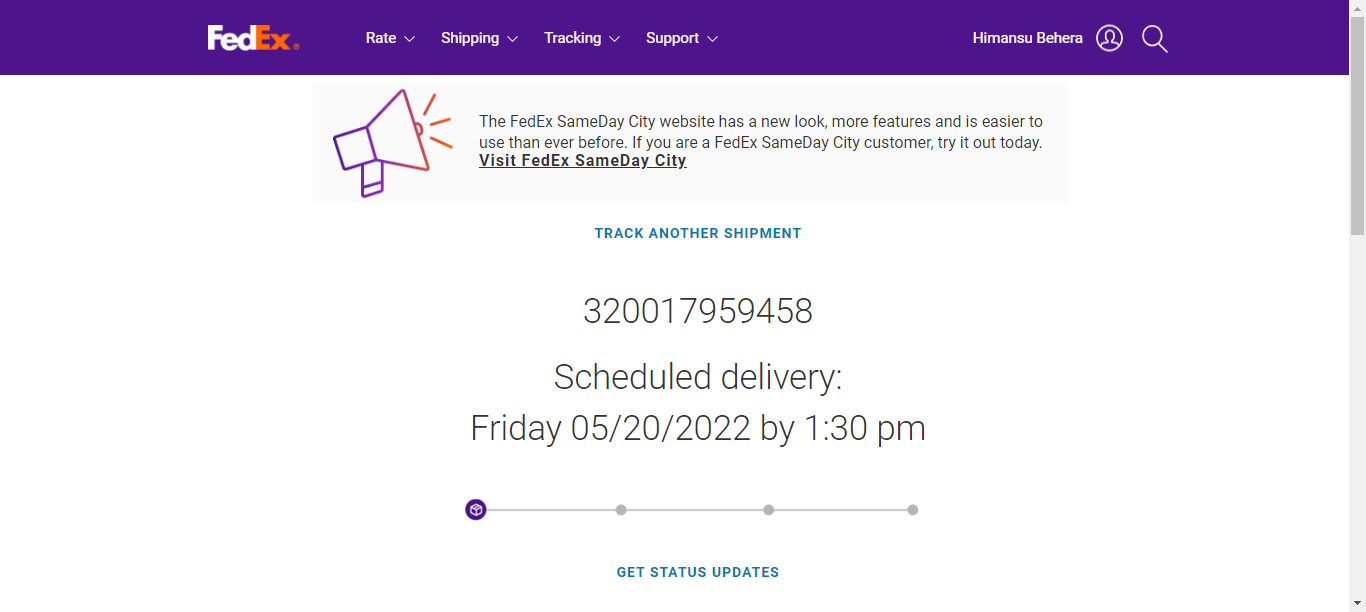 FedEx®
Rate
Shipping
Tracking
Support
Himansu Behera
The FedEx SameDay City website has a new look, more features and is easier to
use than ever before. If you are a FedEx SameDay City customer, try it out today.
Visit FedEx SameDay City
TRACK ANOTHER SHIPMENT
320017959458
Scheduled delivery:
Friday 05/20/2022 by 1:30 pm
GET STATUS UPDATES